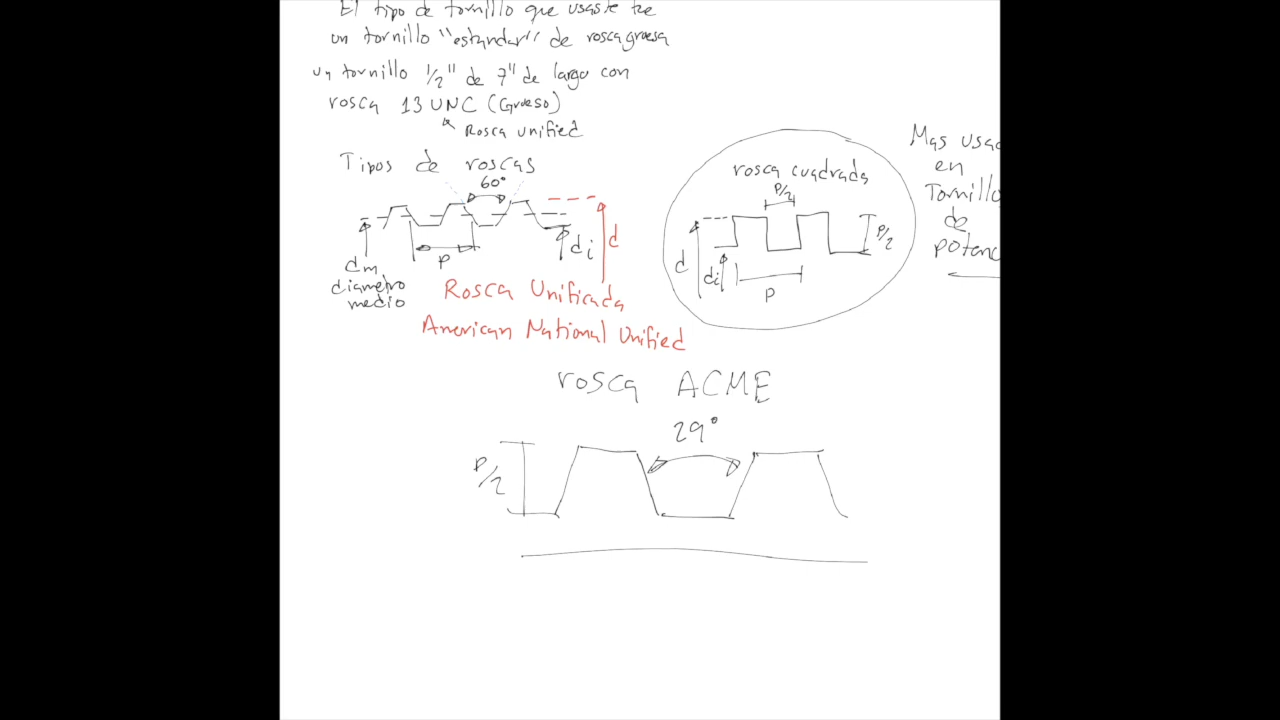 El tipo de tornillo que usaste fue
un tornillo "estandar" de rosca gruesa
un tornillo 1/2" de 7" de largo con
rosca 13 UNC (Grueso)
Rosca Unified
Tipos de roscas
60°
d
di
p
dm
diametro
medio
Rosca Unificada
American National Unified
rosca cuadrada
P/2
P/2
d
di
P
Mas usad
en
Tornillo
de
potenc
rosca ACME
29°
P/2